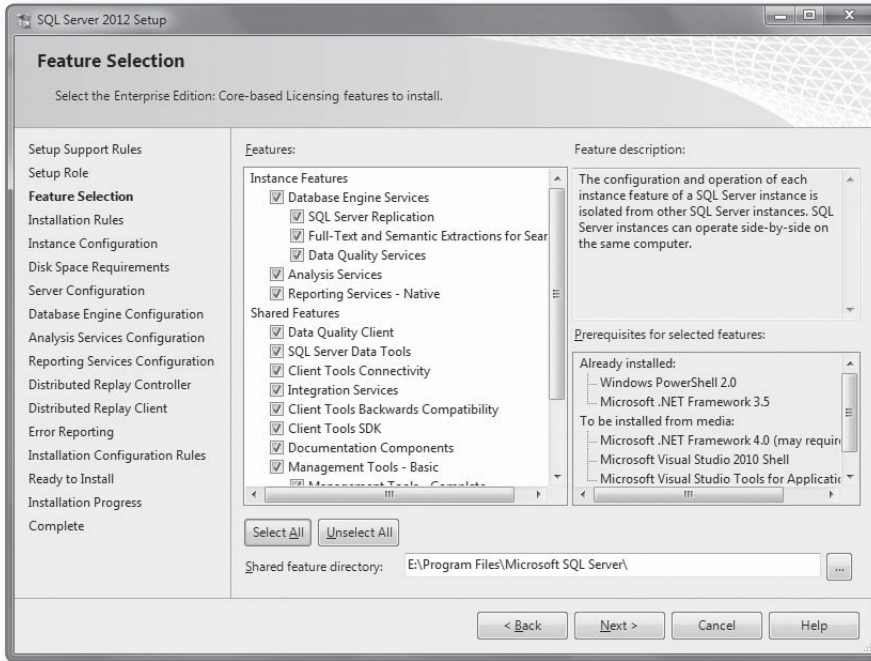 SQL Server 2012 Setup
Feature Selection
Select the Enterprise Edition: Core-based Licensing features to install.
Setup Support Rules
Setup Role
Feature Selection
Installation Rules
Instance Configuration
Disk Space Requirements
Server Configuration
Database Engine Configuration
Analysis Services Configuration
Reporting Services Configuration
Distributed Replay Controller
Distributed Replay Client
Error Reporting
Installation Configuration Rules
Ready to Install
Installation Progress
Complete
Features:
Instance Features
Database Engine Services
SQL Server Replication
Full-Text and Semantic Extractions for Sear
Data Quality Services
Analysis Services
Reporting Services - Native
Shared Features
Data Quality Client
SQL Server Data Tools
Client Tools Connectivity
Integration Services
Client Tools Backwards Compatibility
Client Tools SDK
Documentation Components
Management Tools - Basic
Management Tools - Complete
Select All
Unselect All
Feature description:
The configuration and operation of each
instance feature of a SQL Server instance is
isolated from other SQL Server instances. SQL
Server instances can operate side-by-side on
the same computer.
Prerequisites for selected features:
Already installed:
Windows PowerShell 2.0
Microsoft .NET Framework 3.5
To be installed from media:
Microsoft .NET Framework 4.0 (may requir
Microsoft Visual Studio 2010 Shell
Microsoft Visual Studio Tools for Applicatic
Shared feature directory:
E:\Program Files\Microsoft SQL Server\
...
< Back
Next >
Cancel
Help